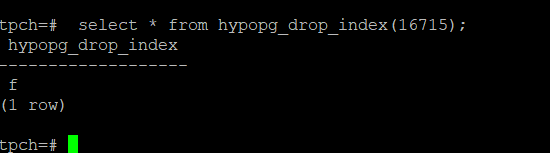 tpch=#  select * from hypopg_drop_index(16715);
 hypopg_drop_index
-------------------
 f
(1 row)
tpch=#